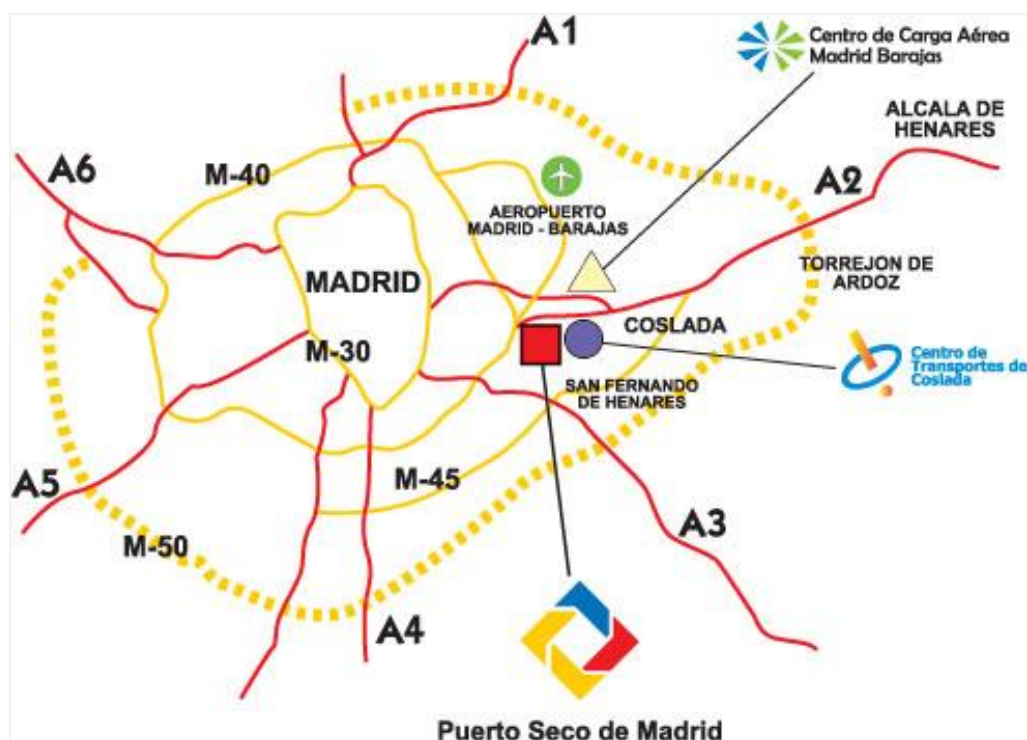 A1
Centro de Carga Aérea
Madrid Barajas
ALCALA DE
HENARES
A6
M-40
A2
AEROPUERTO
MADRID - BARAJAS
TORREJON DE
ARDOZ
MADRID
COSLADA
M-30
Centro de
Transportes de
Coslada
SAN FERNANDO
DE HENARES
A5
M-45
A3
M-50
A4
Puerto Seco de Madrid